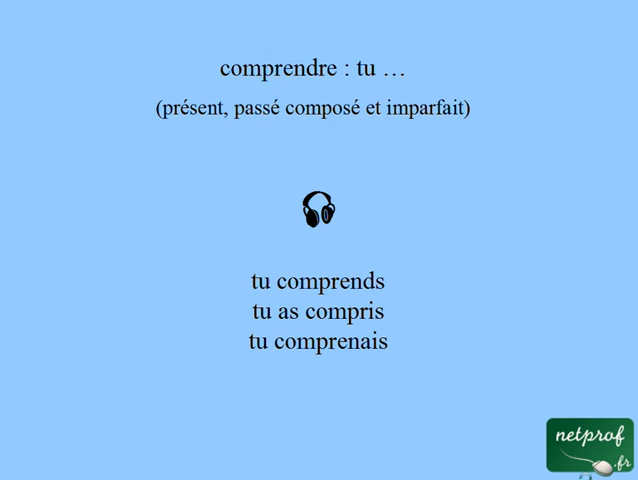 comprendre : tu …
(présent, passé composé et imparfait)
tu comprends
tu as compris
tu comprenais
netprof
.fr